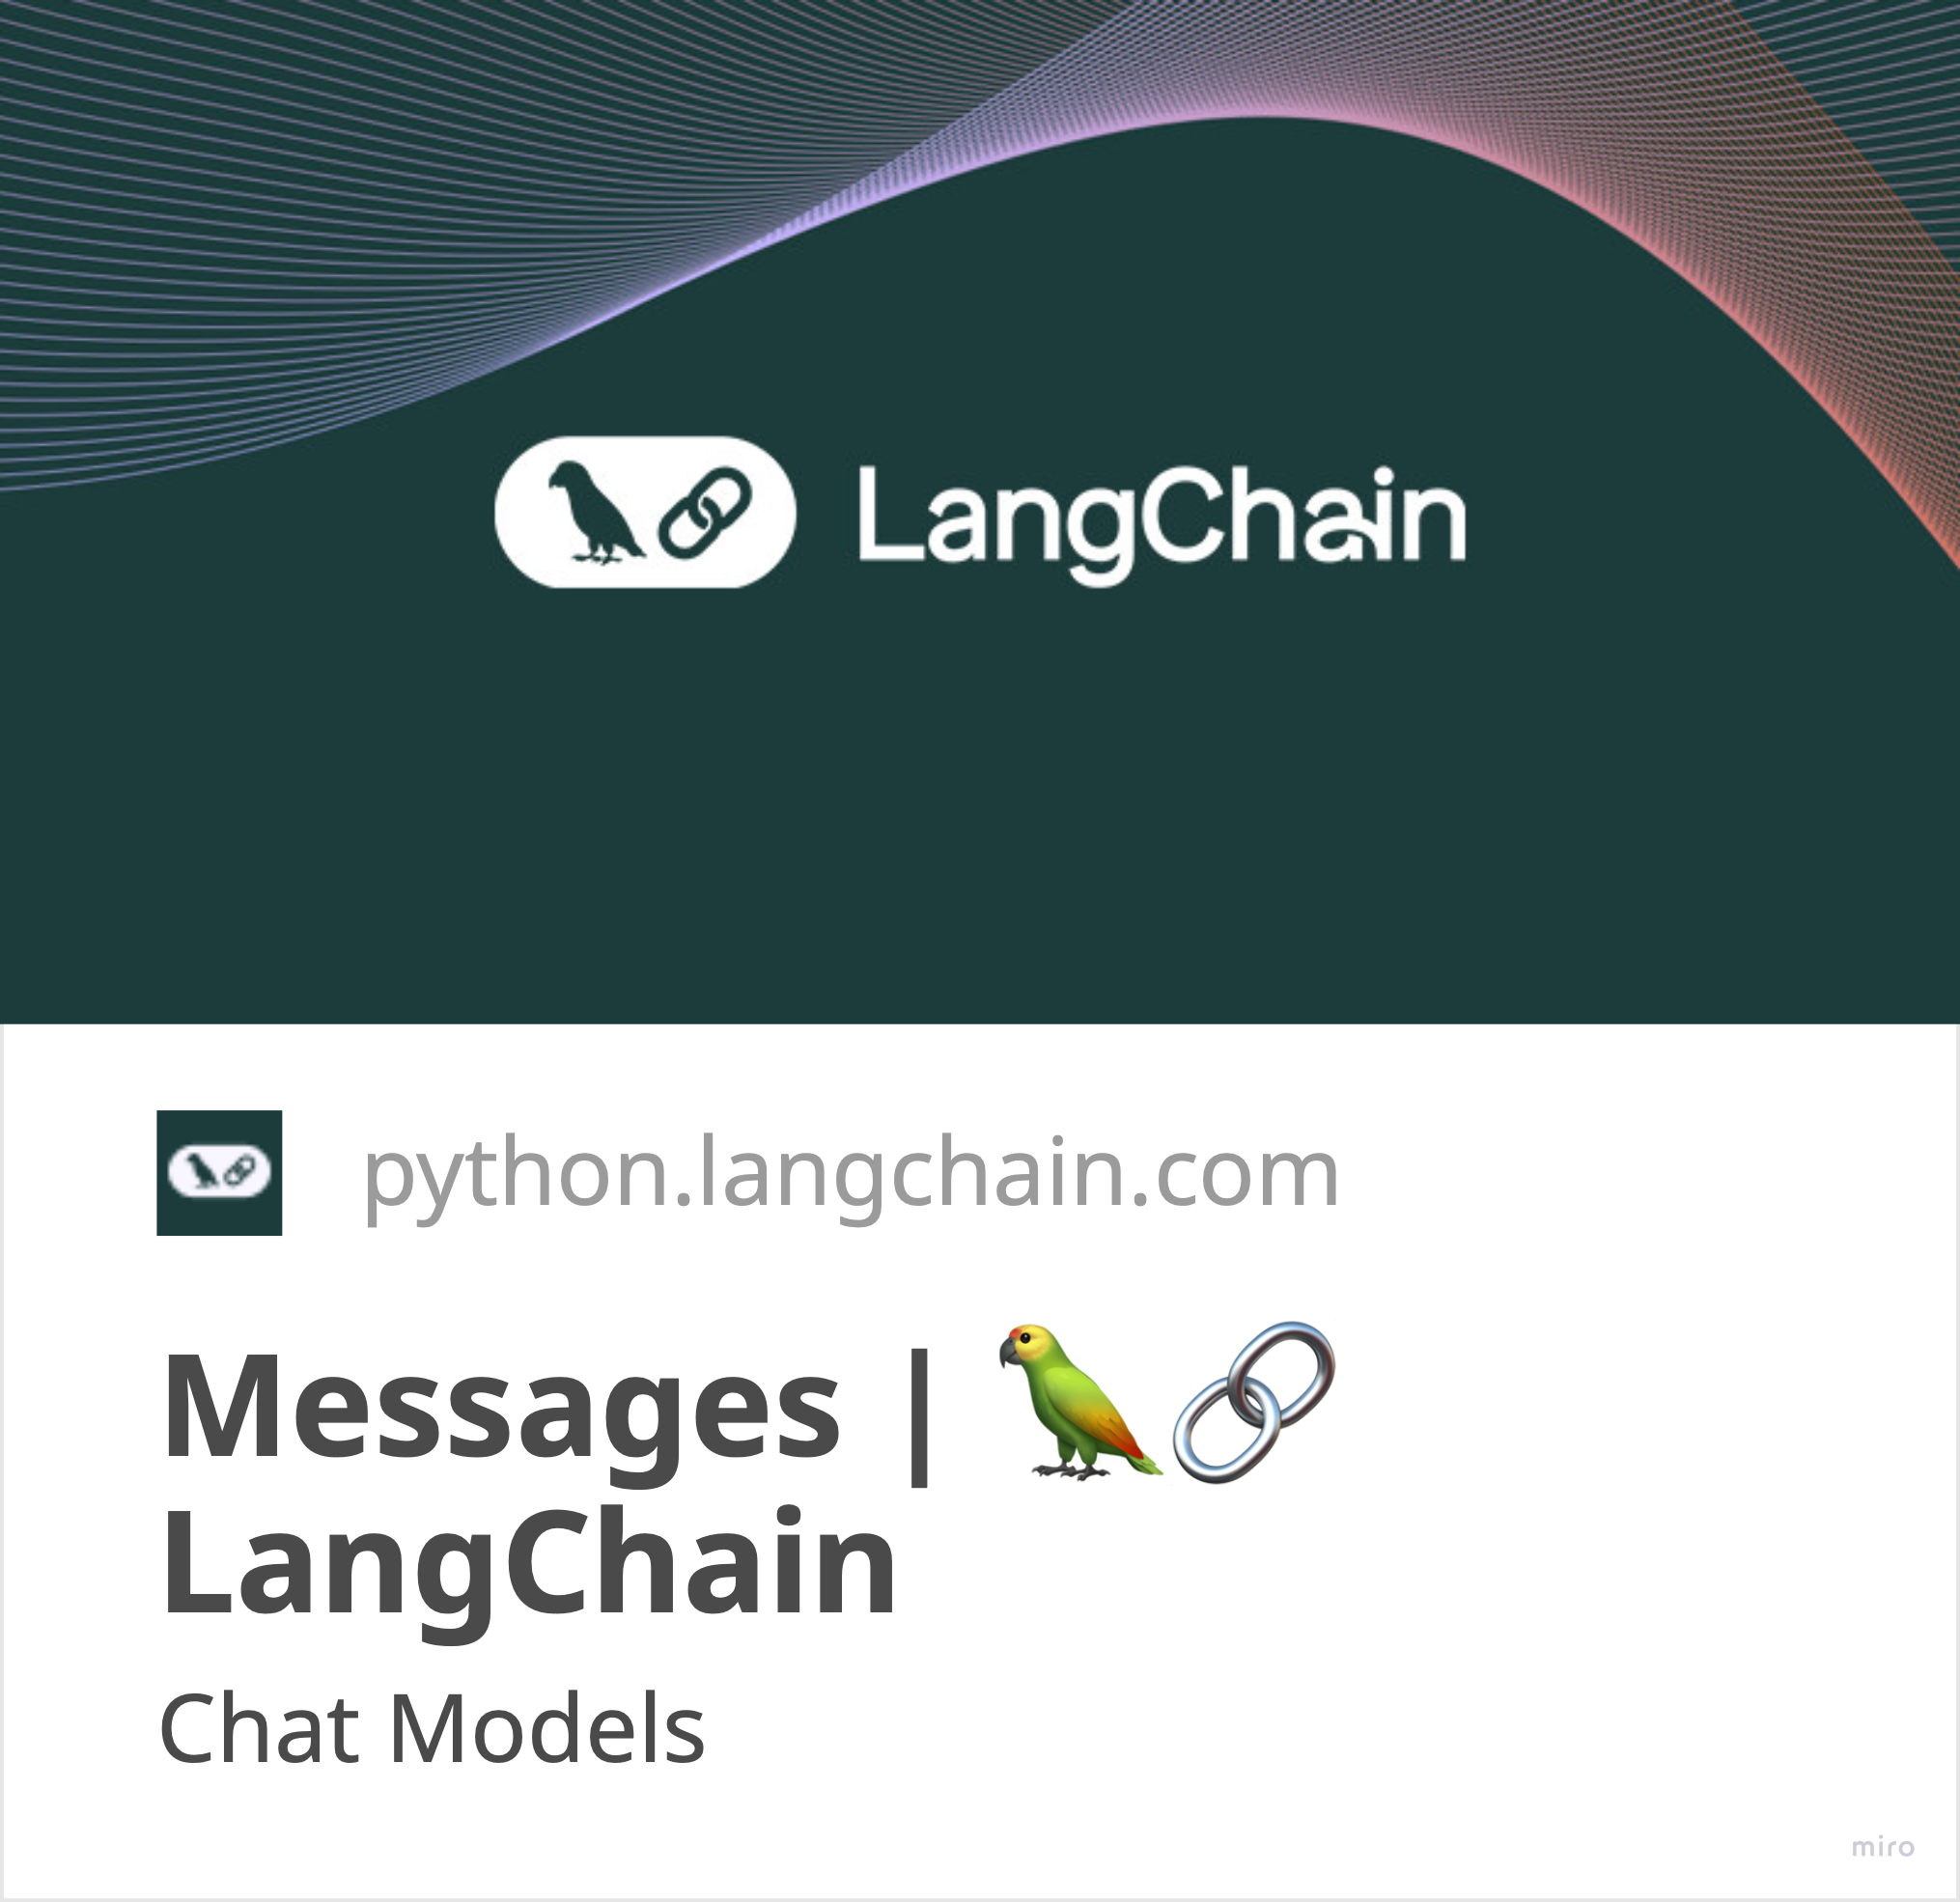 LangChain
python.langchain.com
Messages | 🦜🔗
LangChain
Chat Models
miro